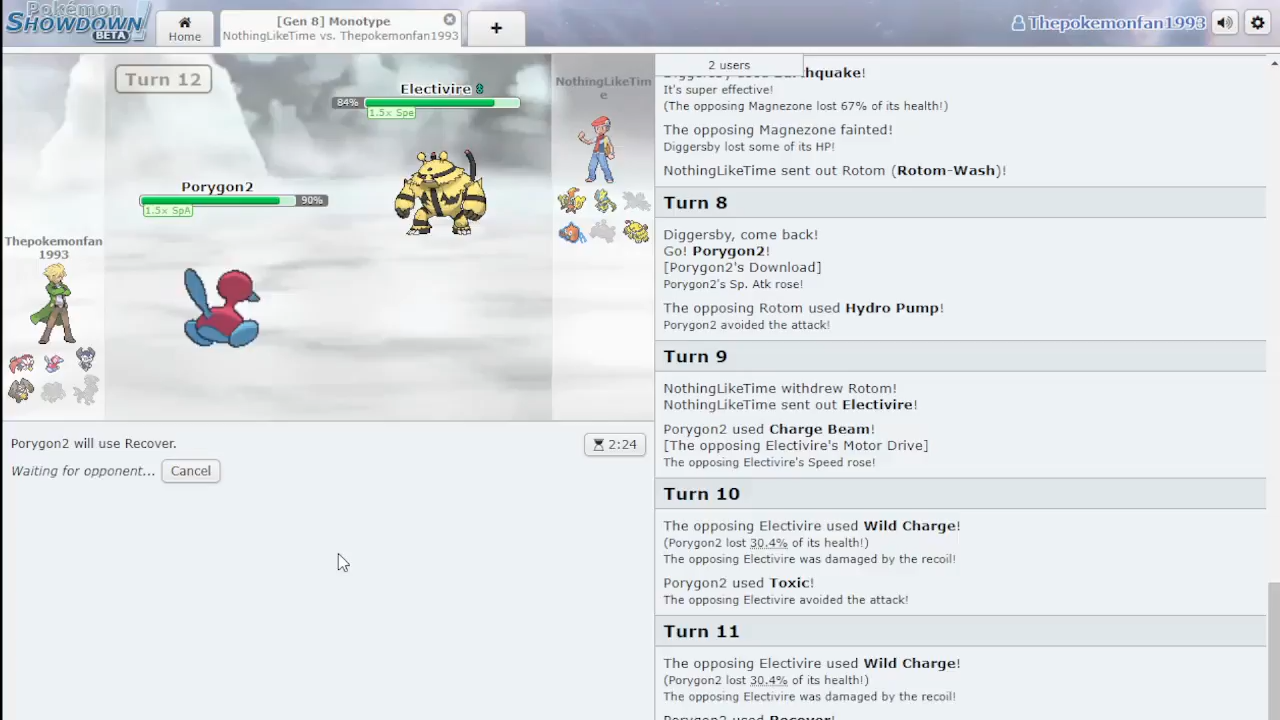 Pokémon
SHOWDOWN
BETA
Home
[Gen 8] Monotype
NothingLikeTime vs. Thepokemonfan1993
+
Thepokemonfan1993
Turn 12
Electivire
84%
1.5x Spe
Porygon2
90%
1.5x SpA
Thepokemonfan
1993
NothingLikeTim
e
Porygon2 will use Recover.
2:24
Waiting for opponent...
Cancel
2 users
thquake!
It's super effective!
(The opposing Magnezone lost 67% of its health!)
The opposing Magnezone fainted!
Diggersby lost some of its HP!
NothingLikeTime sent out Rotom (Rotom-Wash)!
Turn 8
Diggersby, come back!
Go! Porygon2!
[Porygon2's Download]
Porygon2's Sp. Atk rose!
The opposing Rotom used Hydro Pump!
Porygon2 avoided the attack!
Turn 9
NothingLikeTime withdrew Rotom!
NothingLikeTime sent out Electivire!
Porygon2 used Charge Beam!
[The opposing Electivire's Motor Drive]
The opposing Electivire's Speed rose!
Turn 10
The opposing Electivire used Wild Charge!
(Porygon2 lost 30.4% of its health!)
The opposing Electivire was damaged by the recoil!
Porygon2 used Toxic!
The opposing Electivire avoided the attack!
Turn 11
The opposing Electivire used Wild Charge!
(Porygon2 lost 30.4% of its health!)
The opposing Electivire was damaged by the recoil!
Porygon2 used Recover!